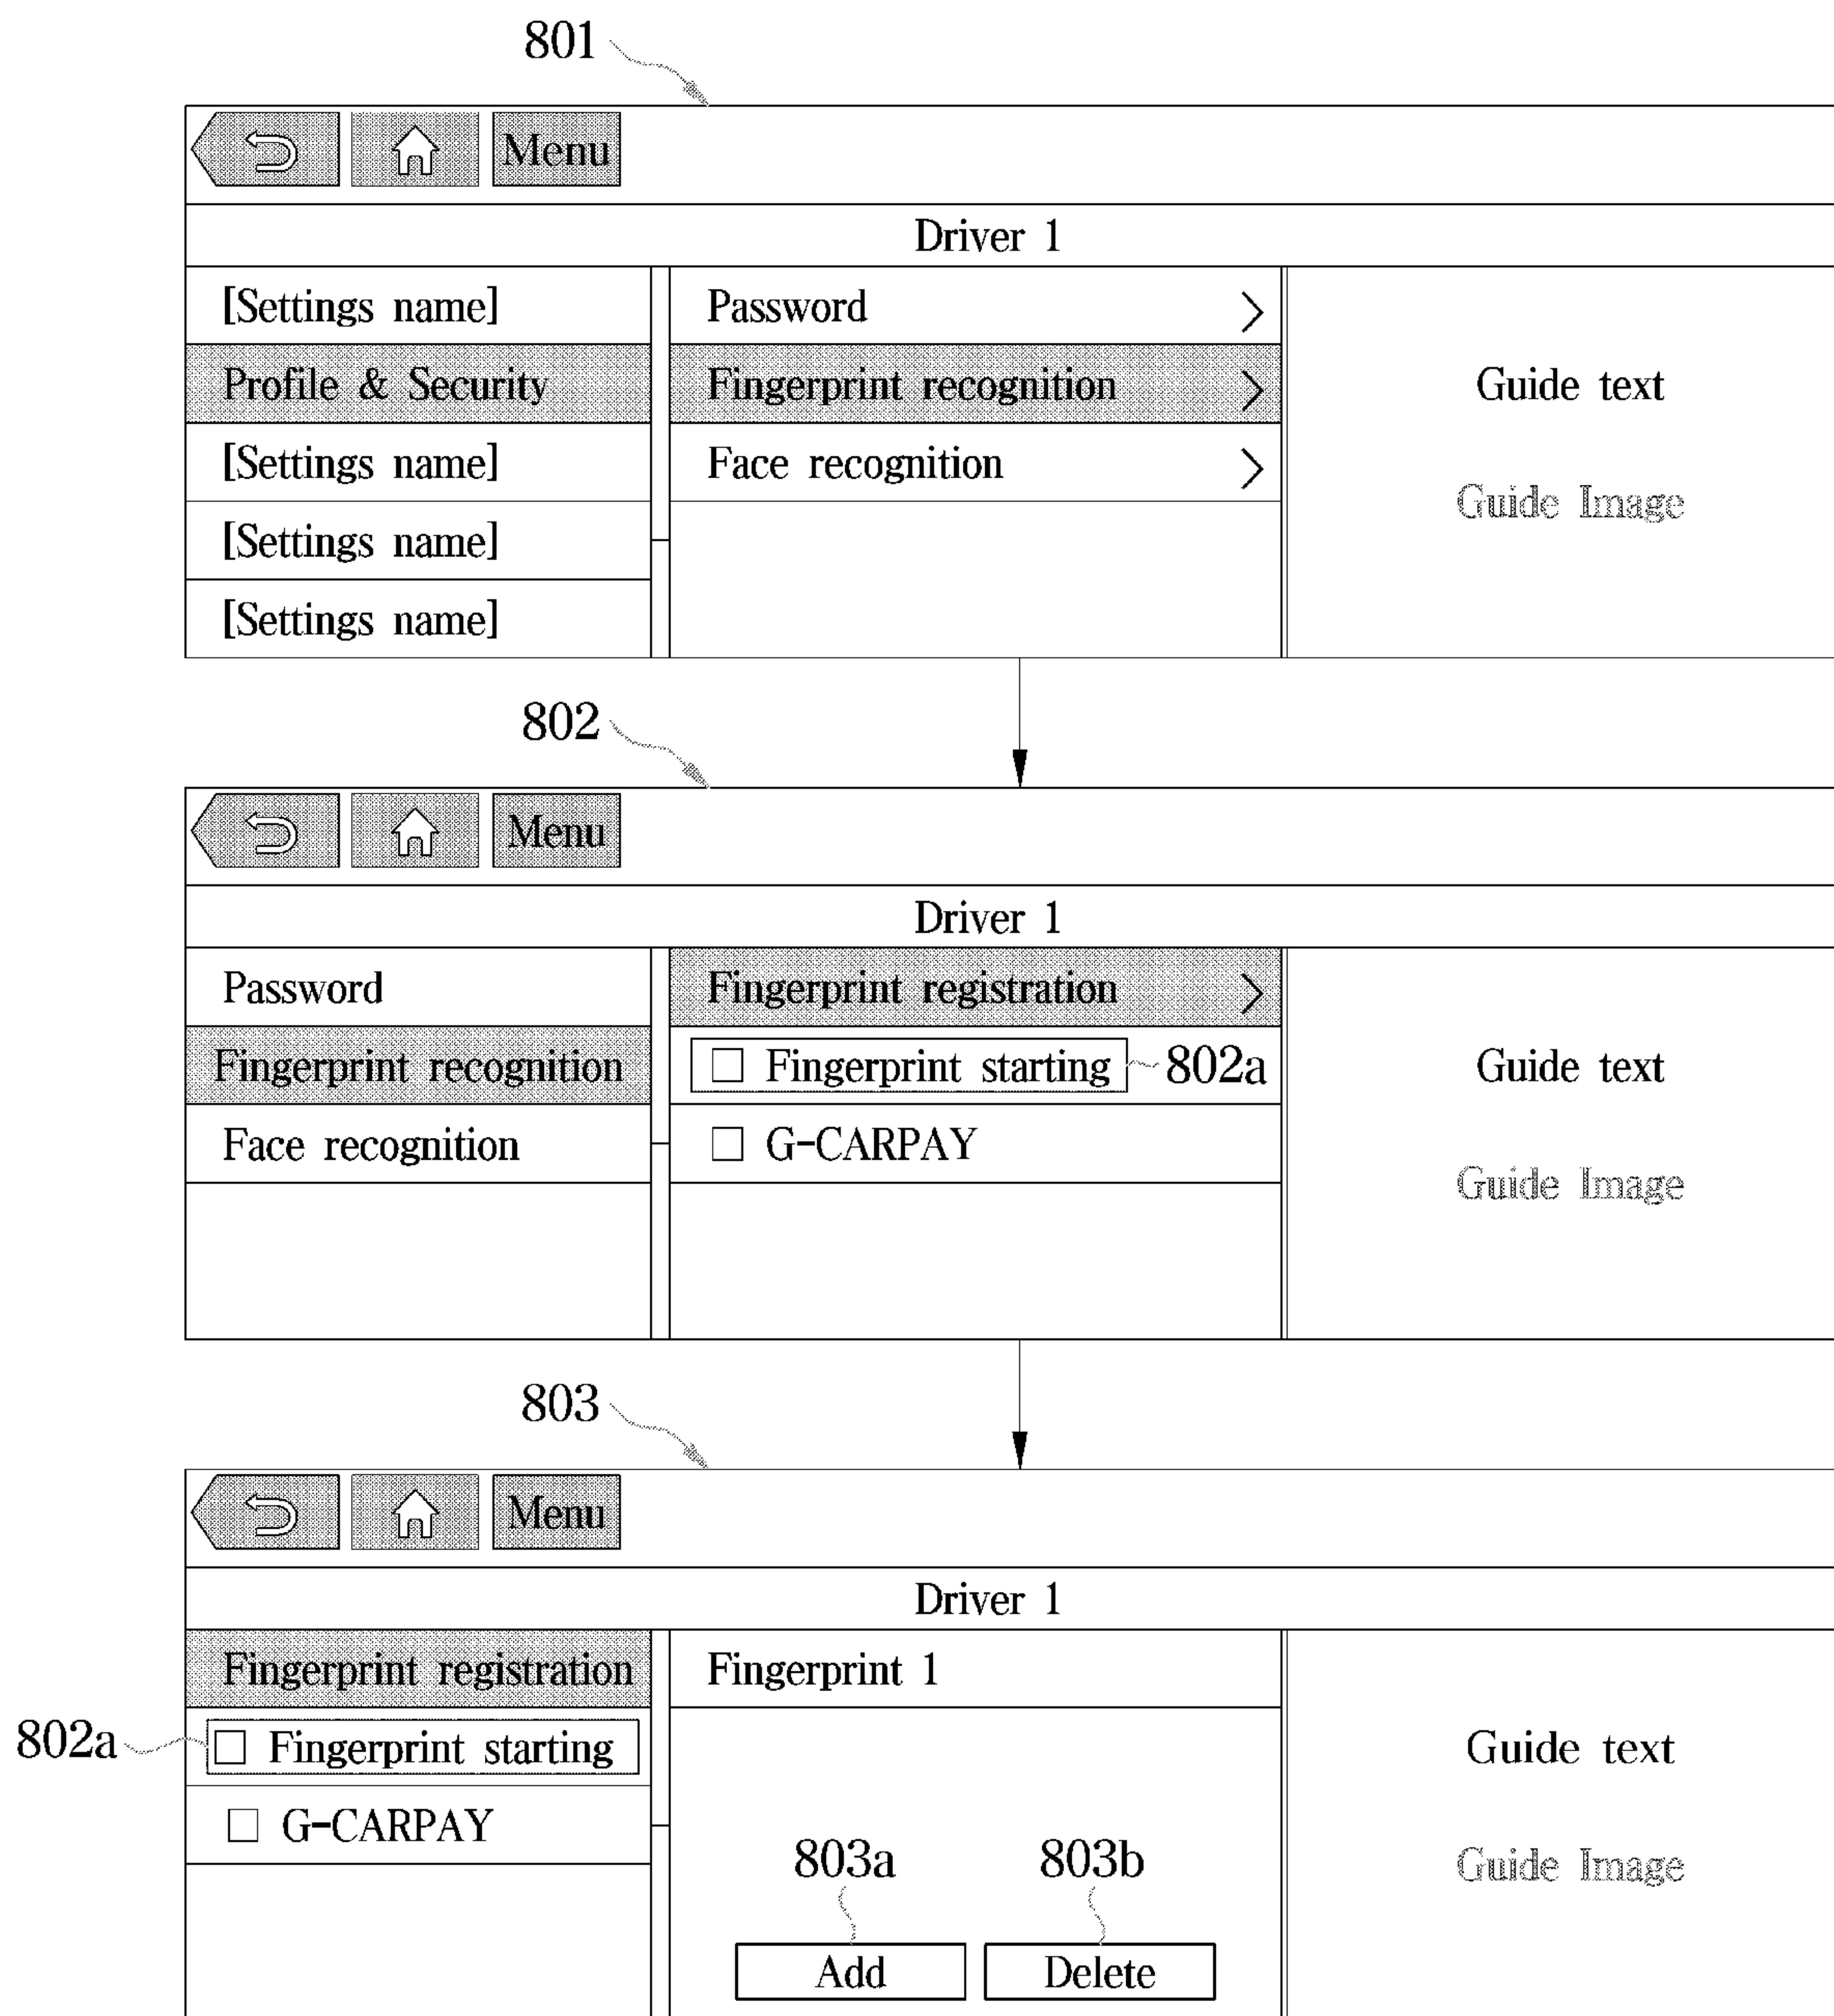 801
Menu
Driver 1
[Settings name] Password >
Profile & Security Fingerprint recognition > Guide text
[Settings name] Face recognition > Guide Image
[Settings name]
[Settings name]
802
Menu
Driver 1
Password Fingerprint registration >
Fingerprint recognition □ Fingerprint starting 802a Guide text
Face recognition □ G-CARPAY Guide Image
803
Menu
Driver 1
Fingerprint registration Fingerprint 1
802a □ Fingerprint starting Guide text
□ G-CARPAY Guide Image
803a 803b
Add Delete